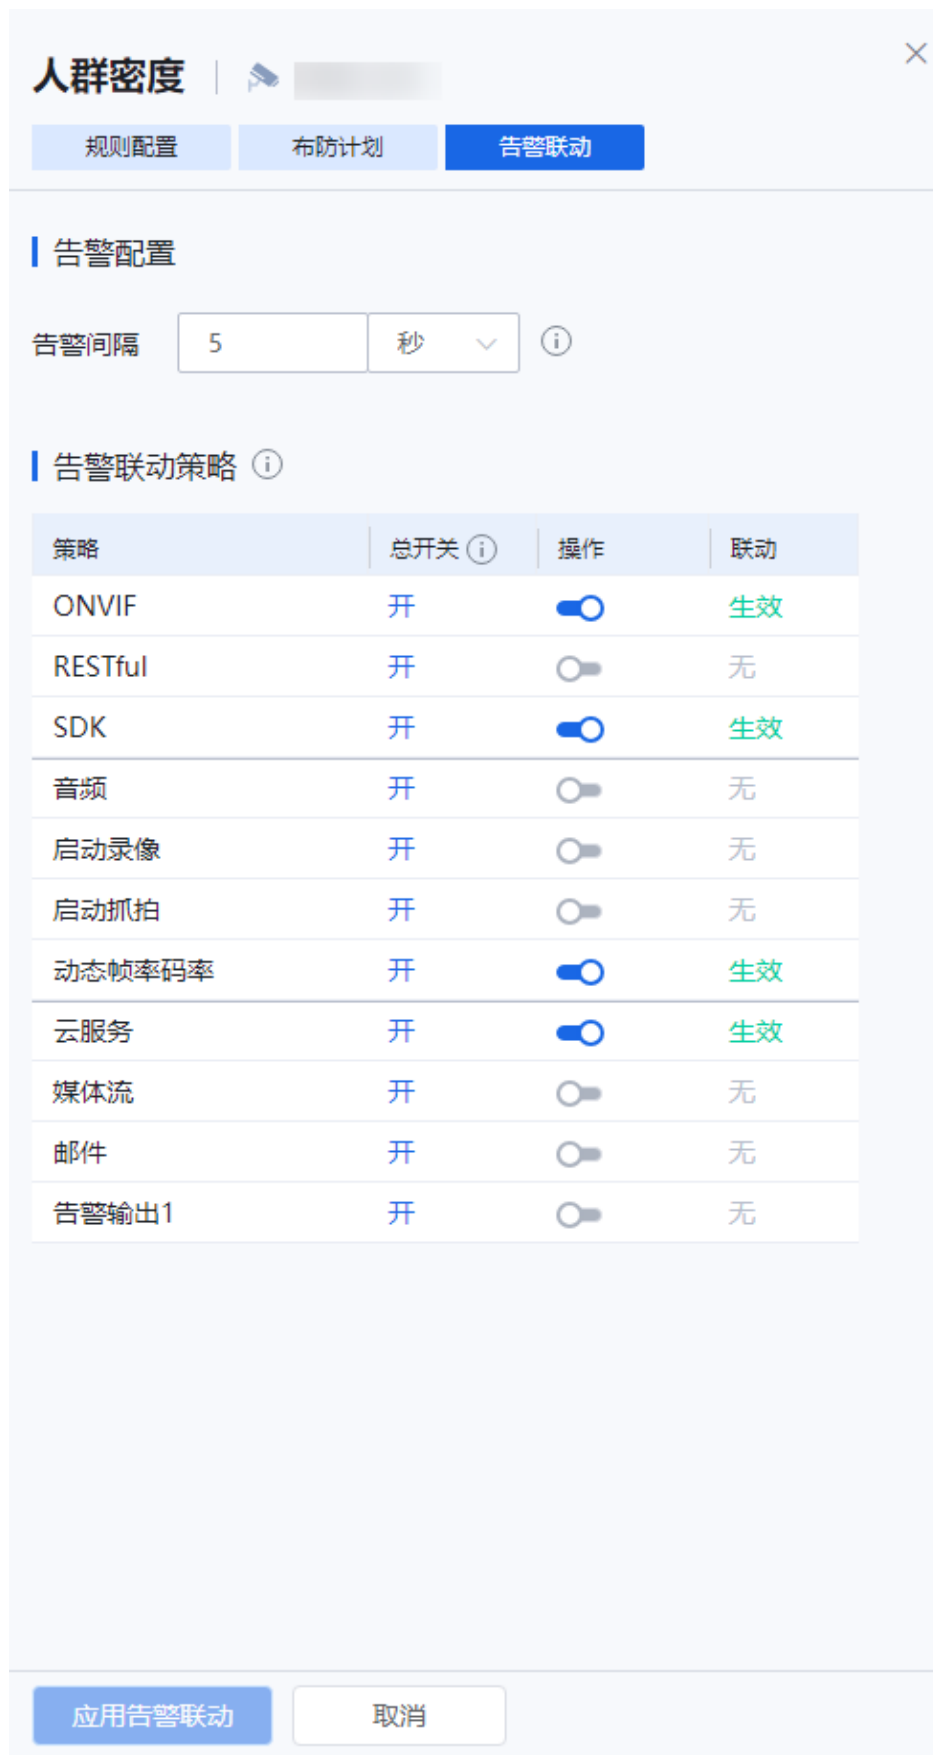 人群密度
规则配置 布防计划 告警联动
告警配置
告警间隔 5 秒
告警联动策略
策略 总开关 操作 联动
ONVIF 开 生效
RESTful 开 无
SDK 开 生效
音频 开 无
启动录像 开 无
启动抓拍 开 无
动态帧率码率 开 生效
云服务 开 生效
媒体流 开 无
邮件 开 无
告警输出1 开 无
应用告警联动 取消